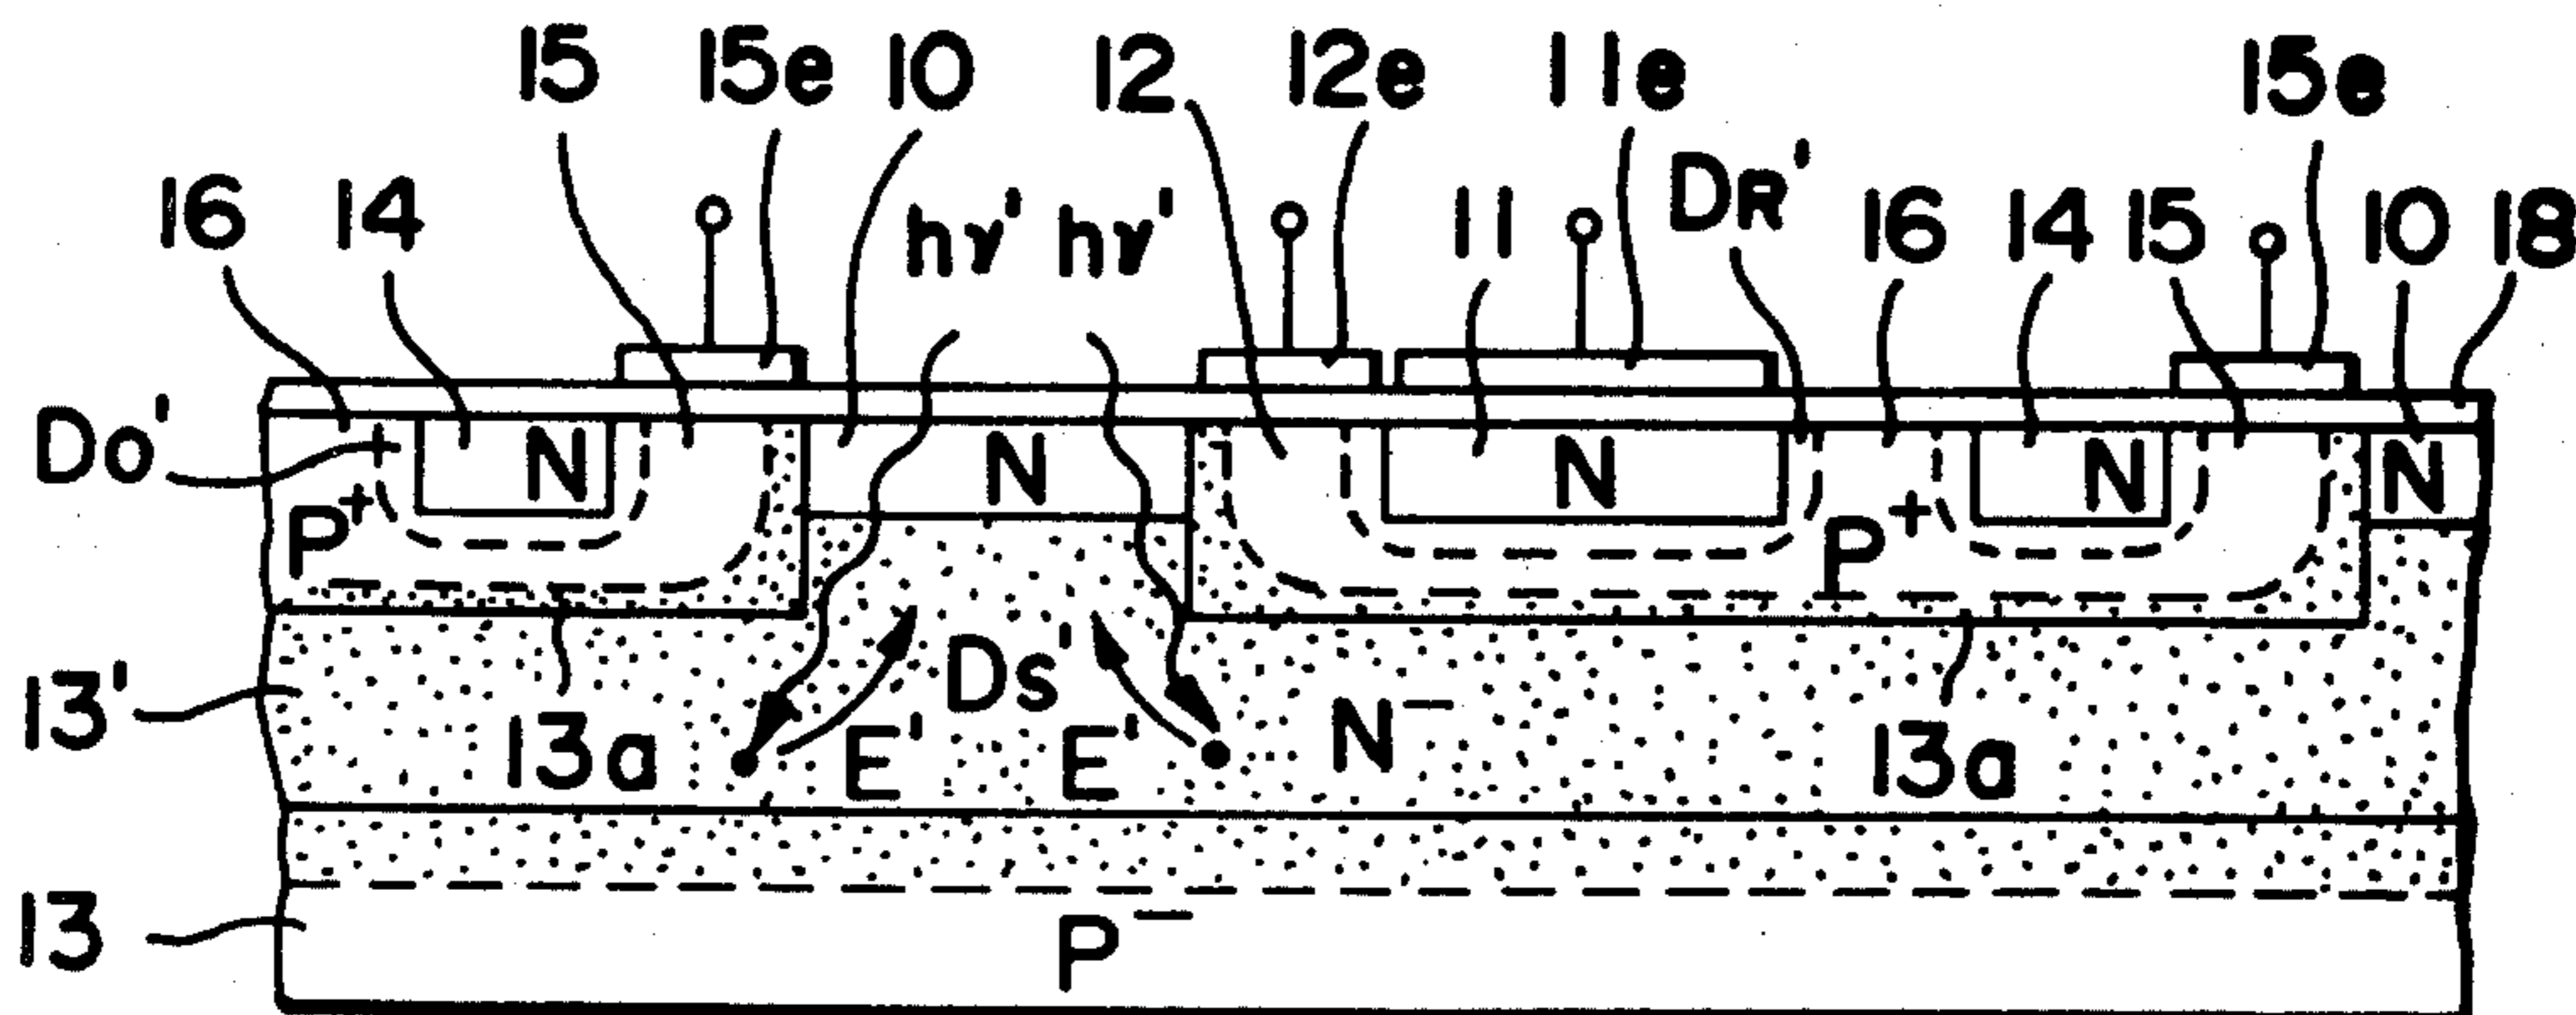 15 15e 10 12 12e 11e 15e
16 14 hν' hν' 11 DR' 16 14 15 10 18
Do' N N N N N
P+ P+
13' 13a E' Ds' E' N− 13a
13 P−